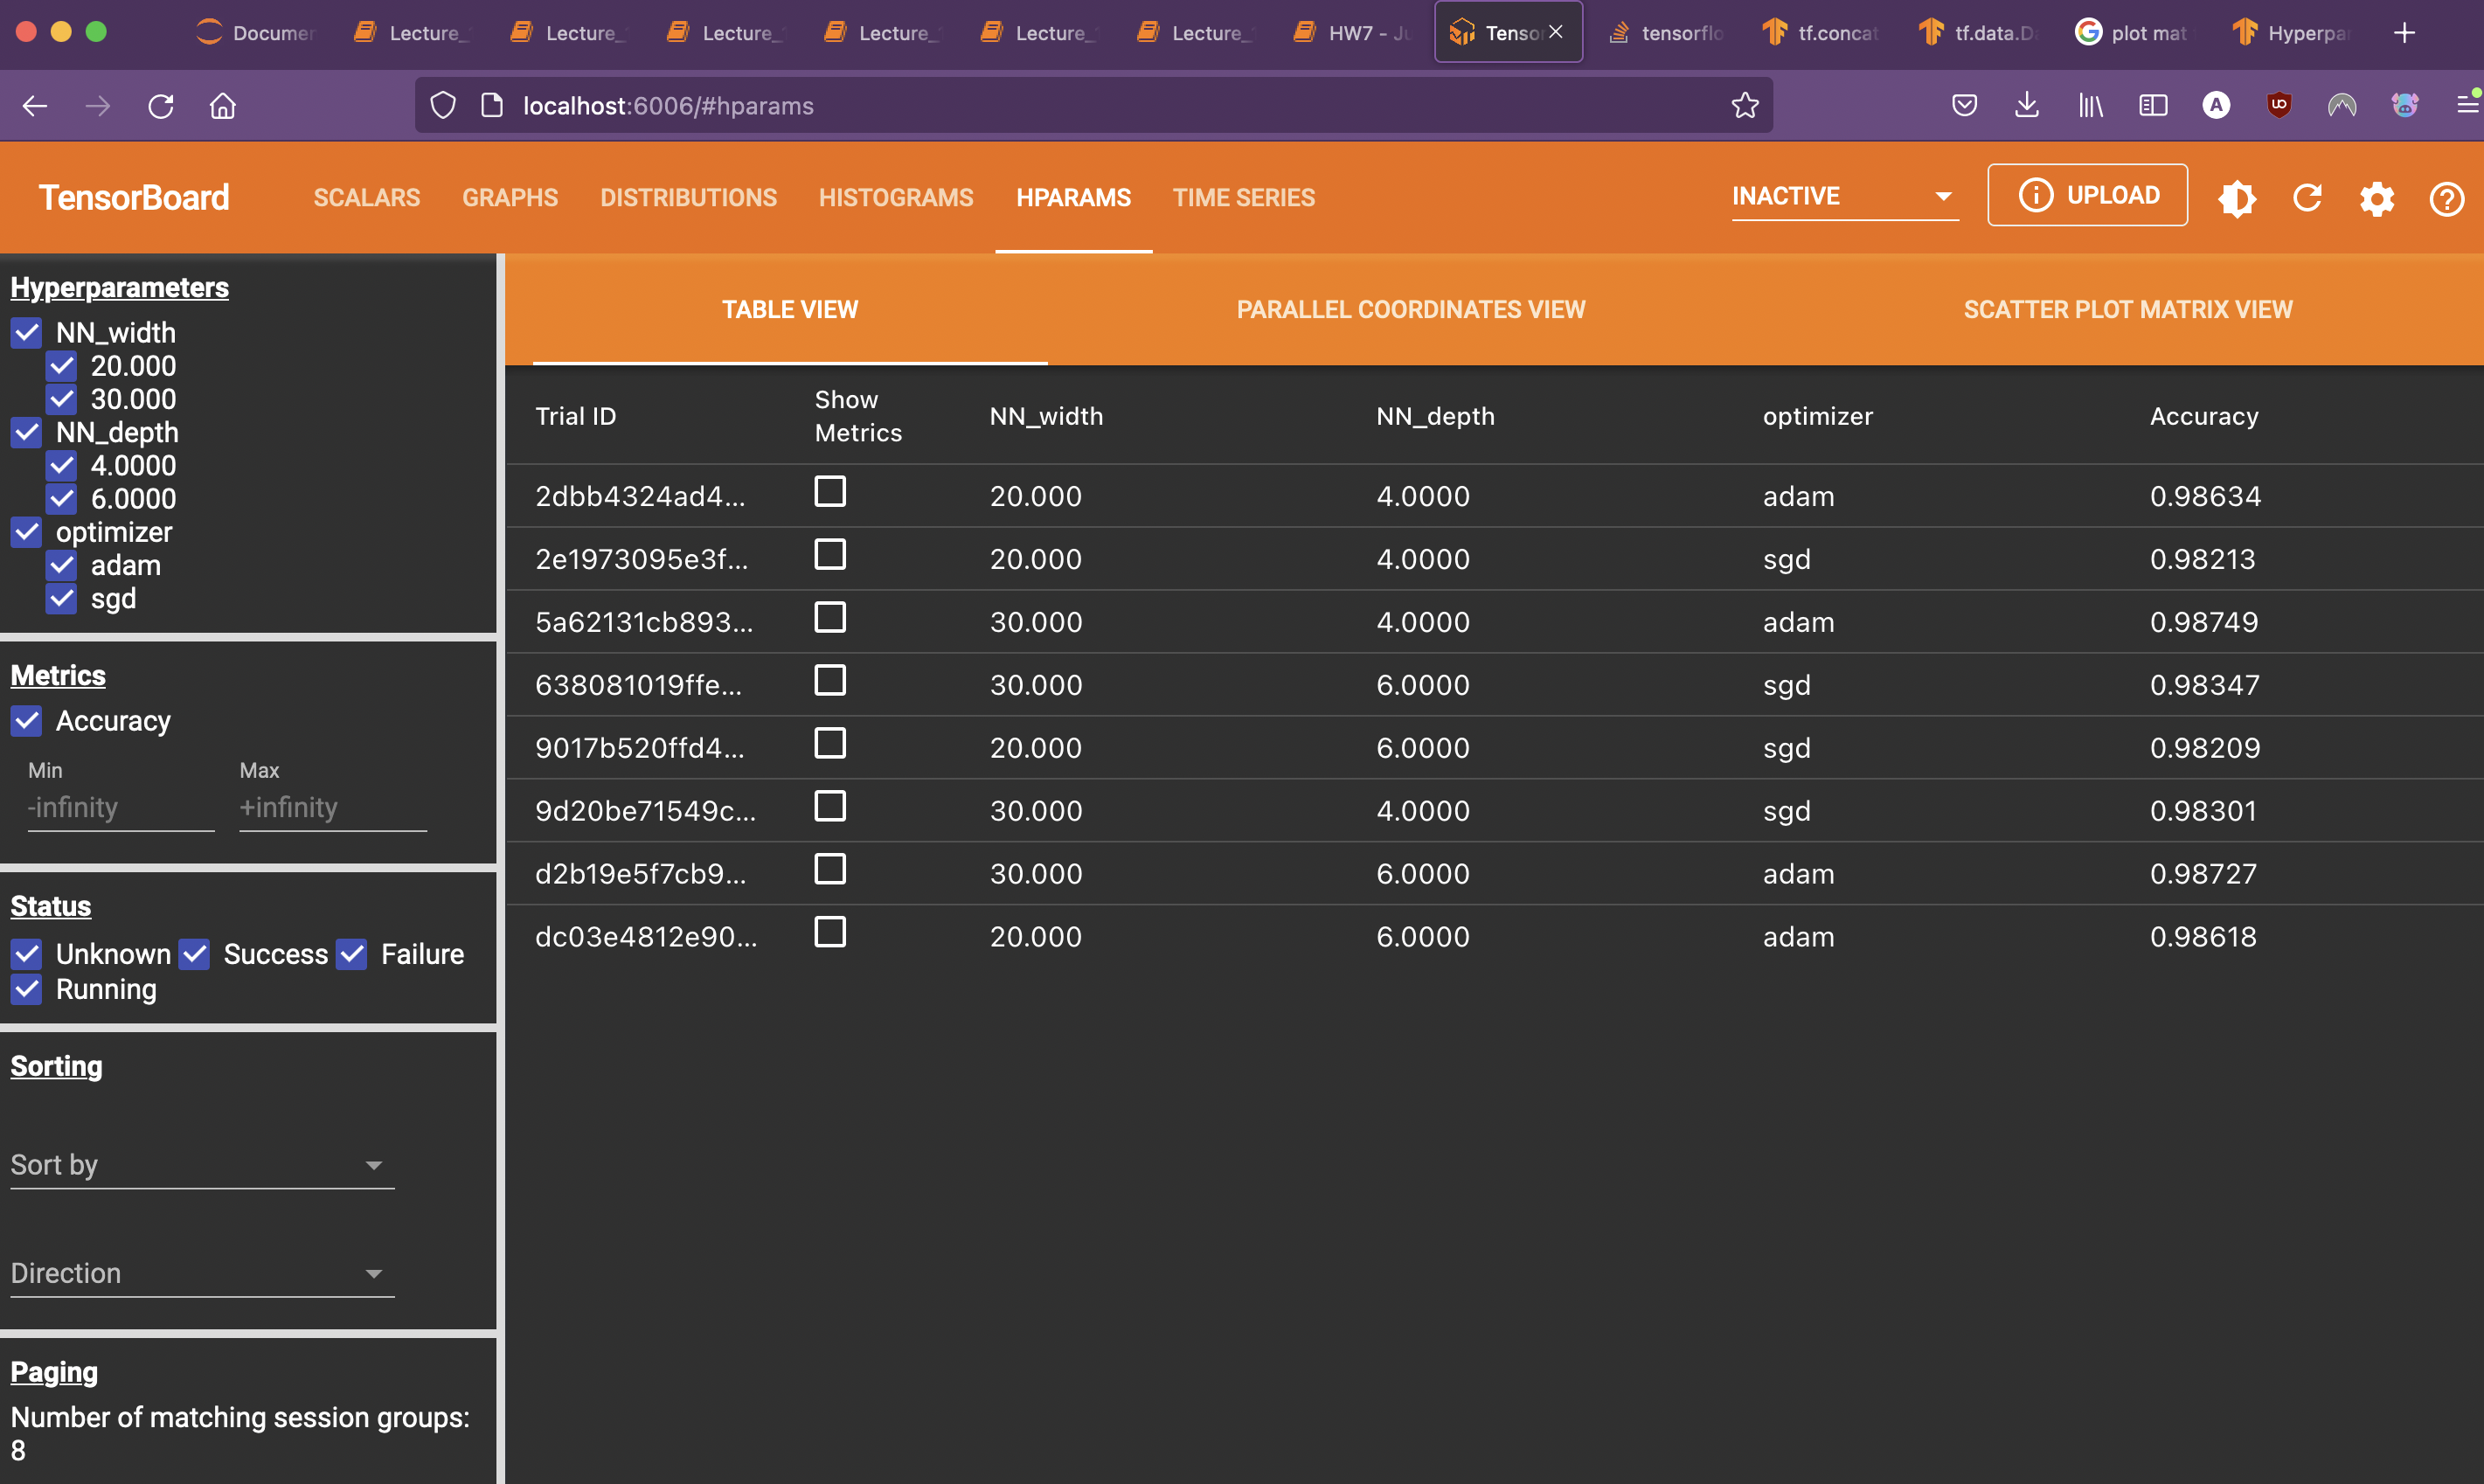 Documen Lecture_ Lecture_ Lecture_ Lecture_ Lecture_ Lecture_ HW7 - Ju Tensor tensorflo tf.concat tf.data.Da plot mat Hyperpar
localhost:6006/#hparams
TensorBoard SCALARS GRAPHS DISTRIBUTIONS HISTOGRAMS HPARAMS TIME SERIES INACTIVE UPLOAD
Hyperparameters
NN_width
20.000
30.000
NN_depth
4.0000
6.0000
optimizer
adam
sgd
Metrics
Accuracy
Min Max
-infinity +infinity
Status
Unknown Success Failure
Running
Sorting
Sort by
Direction
Paging
Number of matching session groups:
8
TABLE VIEW PARALLEL COORDINATES VIEW SCATTER PLOT MATRIX VIEW
Trial ID Show Metrics NN_width NN_depth optimizer Accuracy
2dbb4324ad4... 20.000 4.0000 adam 0.98634
2e1973095e3f... 20.000 4.0000 sgd 0.98213
5a62131cb893... 30.000 4.0000 adam 0.98749
638081019ffe... 30.000 6.0000 sgd 0.98347
9017b520ffd4... 20.000 6.0000 sgd 0.98209
9d20be71549c... 30.000 4.0000 sgd 0.98301
d2b19e5f7cb9... 30.000 6.0000 adam 0.98727
dc03e4812e90... 20.000 6.0000 adam 0.98618